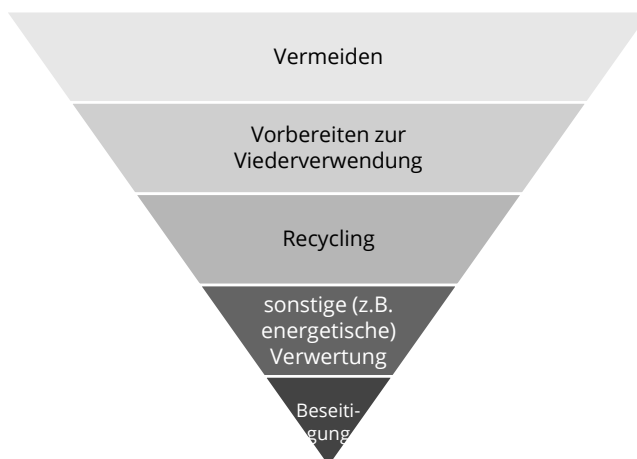 Vermeiden
Vorbereiten zur
Viederverwendung
Recycling
sonstige (z.B.
energetische)
Verwertung
Beseiti-
gung